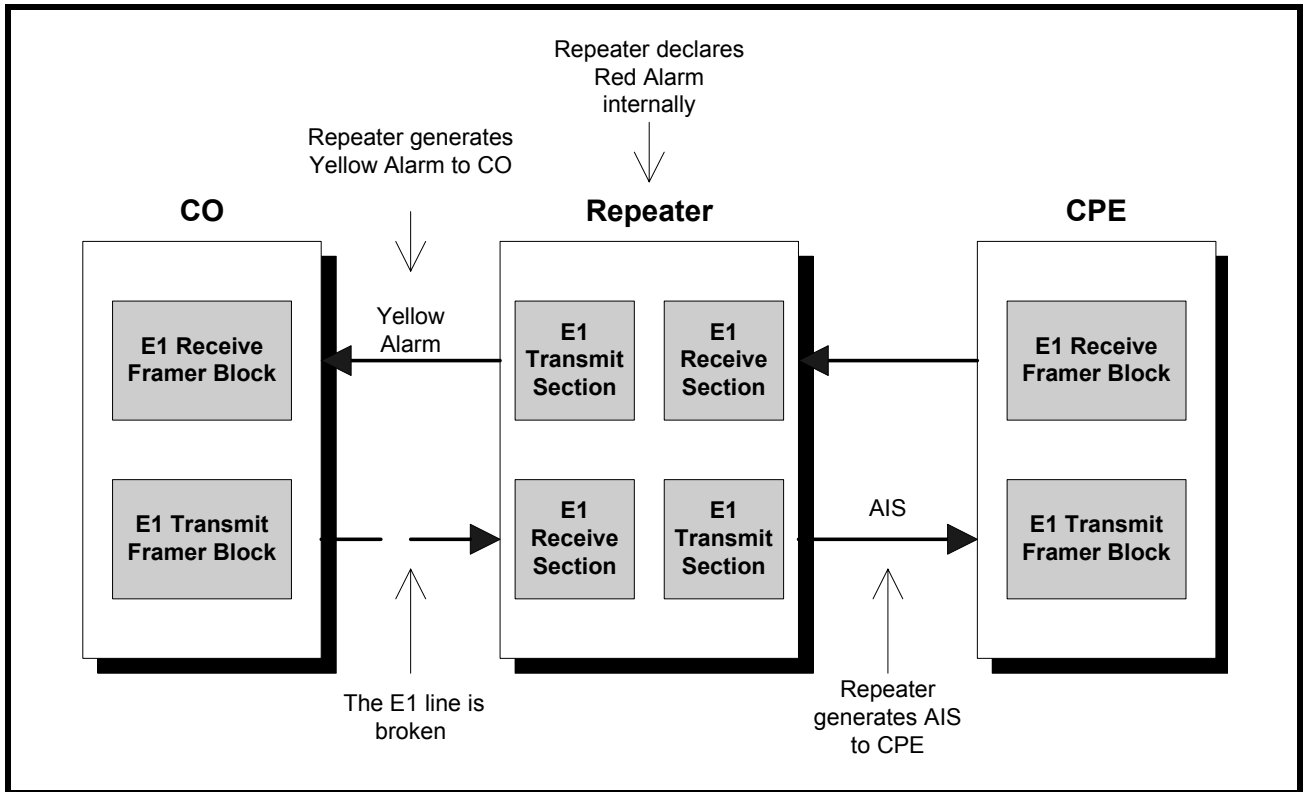 Repeater declares
Red Alarm
internally
Repeater generates
Yellow Alarm to CO
CO
Repeater
CPE
E1 Receive
Framer Block
Yellow
Alarm
E1
Transmit
Section
E1
Receive
Section
E1 Receive
Framer Block
E1 Transmit
Framer Block
E1
Receive
Section
E1
Transmit
Section
AIS
E1 Transmit
Framer Block
The E1 line is
broken
Repeater
generates AIS
to CPE